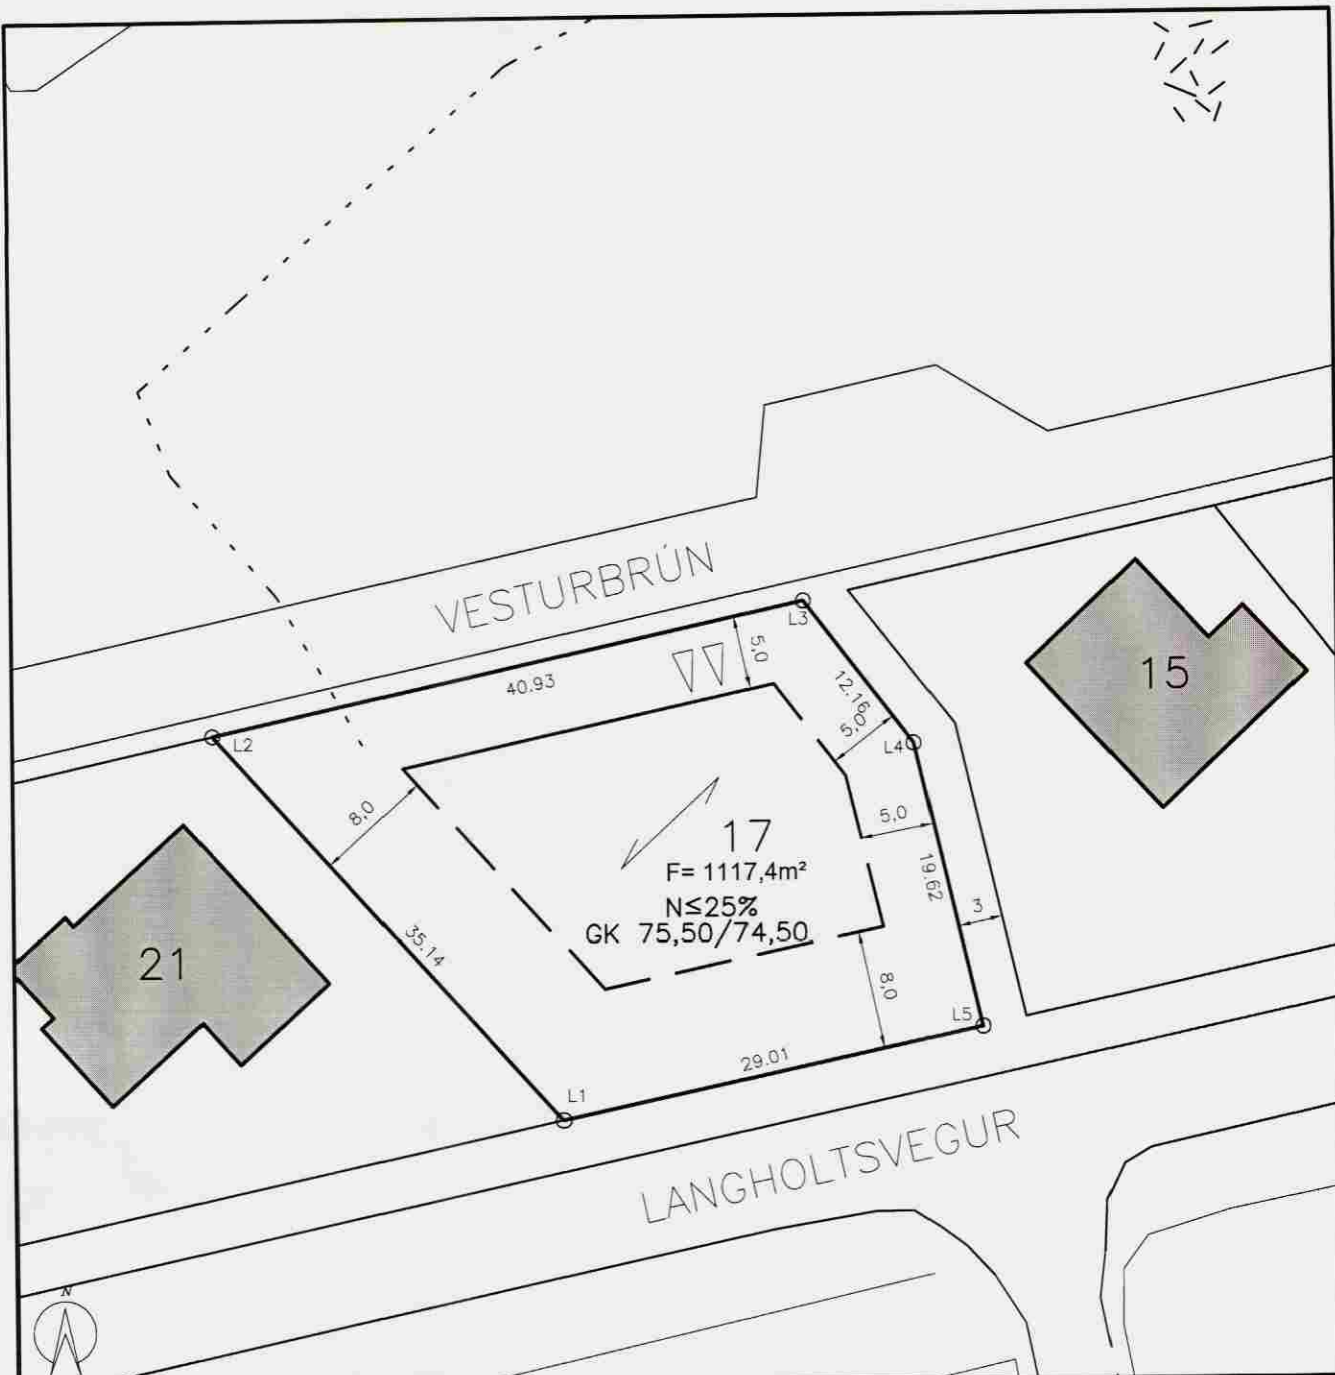 VESTURBRÚN
L3
5,0
40.93
12.16
15
L2
5,0
L4
8,0
17
5,0
F= 1117,4m²
19.62
N≤25%
3
GK 75,50/74,50
35.14
21
8,0
L5
29.01
L1
LANGHOLTSVEGUR
N